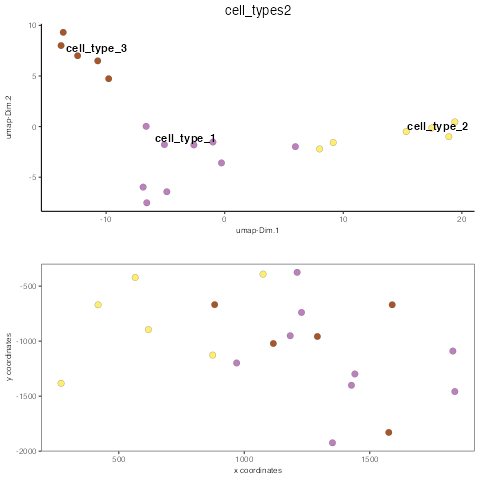 cell_types2
10
5
0
-5
umap-Dim.2
cell_type_3
cell_type_1
cell_type_2
-10
0
10
20
umap-Dim.1
-500
-1000
-1500
-2000
y coordinates
500
1000
1500
x coordinates